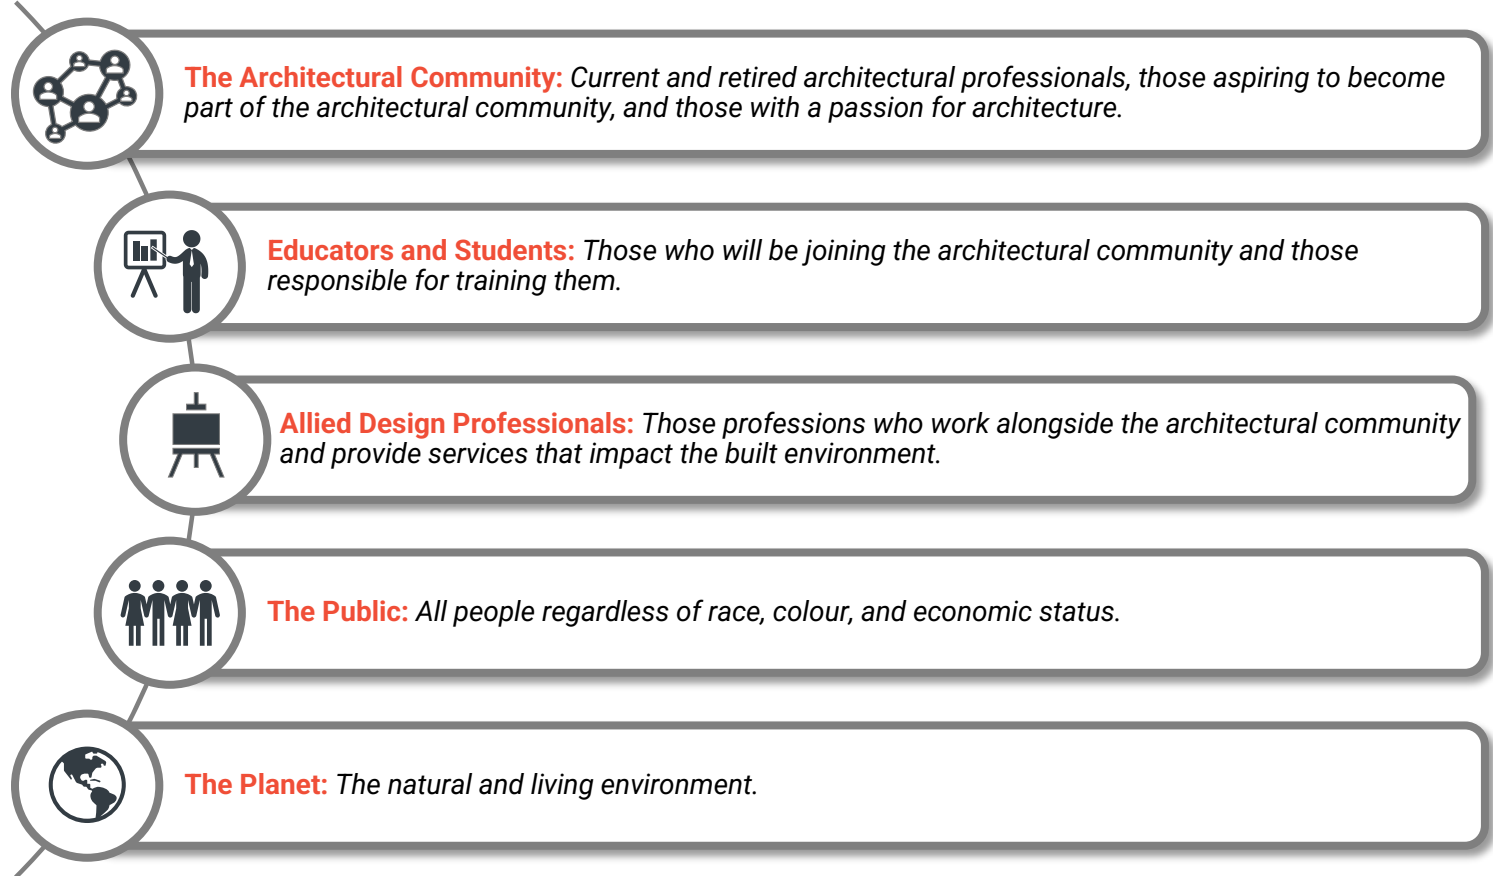 The Architectural Community: Current and retired architectural professionals, those aspiring to become
part of the architectural community, and those with a passion for architecture.
Educators and Students: Those who will be joining the architectural community and those
responsible for training them.
Allied Design Professionals: Those professions who work alongside the architectural community
and provide services that impact the built environment.
The Public: All people regardless of race, colour, and economic status.
The Planet: The natural and living environment.